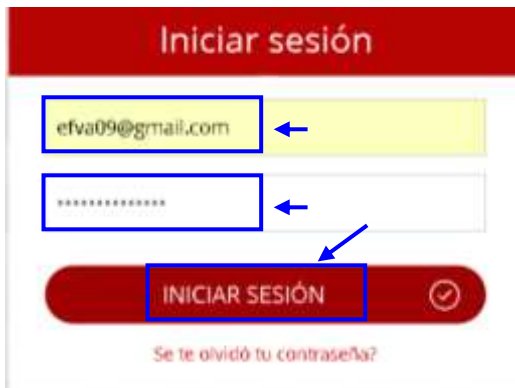 Iniciar sesión
efva09@gmail.com
**************
INICIAR SESIÓN
Se te olvidó tu contraseña?